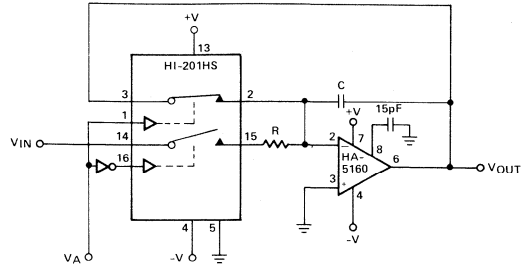 +V
13
HI-201HS
3
2
C
1
+V
15pF
14
15
R
VIN
2
7
8
−
HA-
5160
6
16
VOUT
3
+
4
4
5
-V
-V
VA